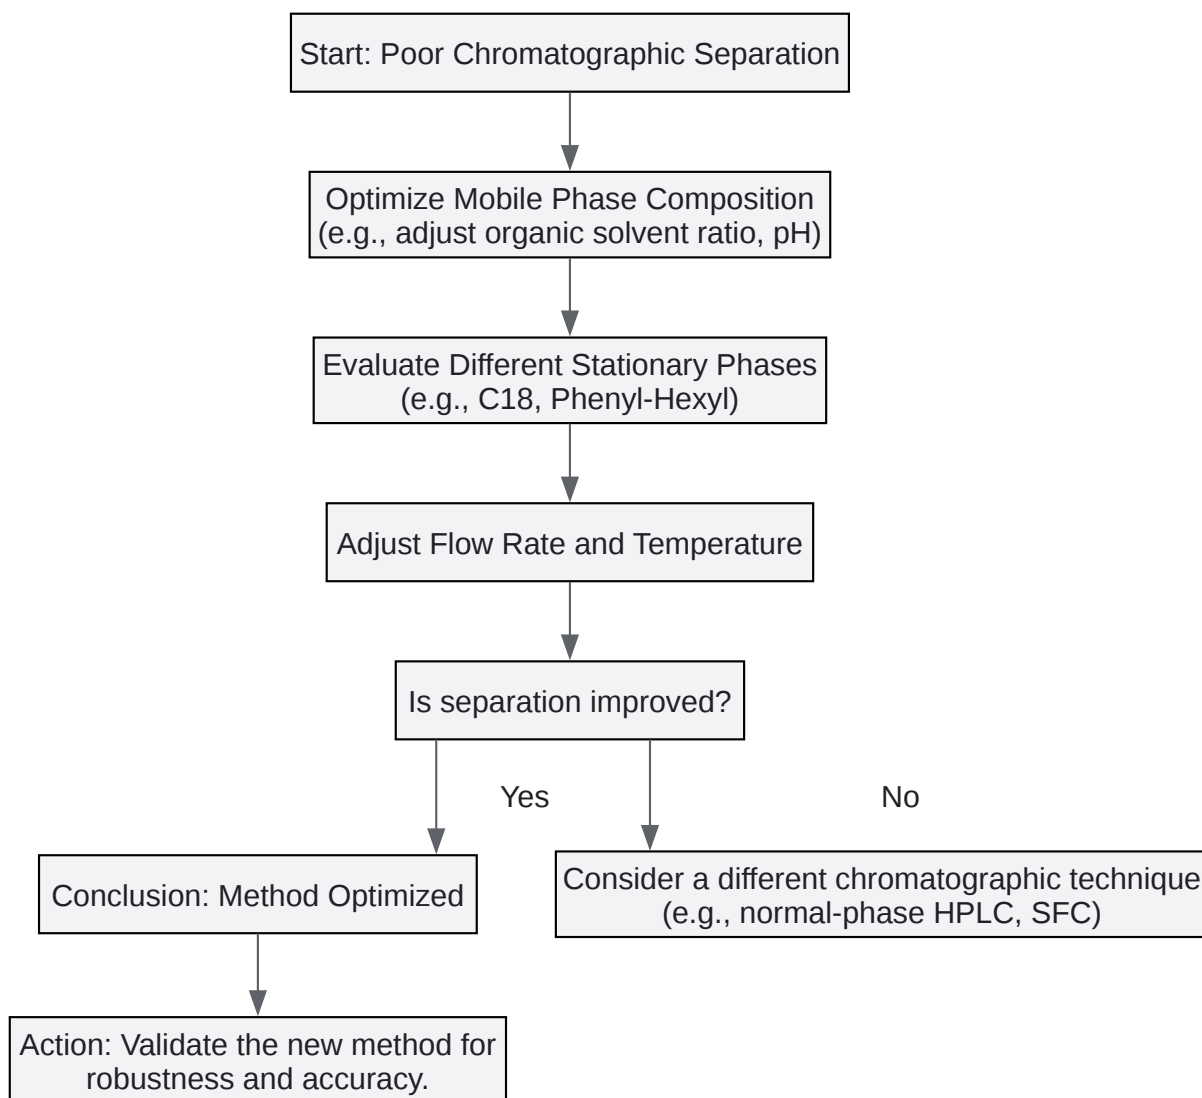 Start: Poor Chromatographic Separation
Optimize Mobile Phase Composition
(e.g., adjust organic solvent ratio, pH)
Evaluate Different Stationary Phases
(e.g., C18, Phenyl-Hexyl)
Adjust Flow Rate and Temperature
Is separation improved?
Yes
No
Conclusion: Method Optimized
Consider a different chromatographic technique
(e.g., normal-phase HPLC, SFC)
Action: Validate the new method for
robustness and accuracy.